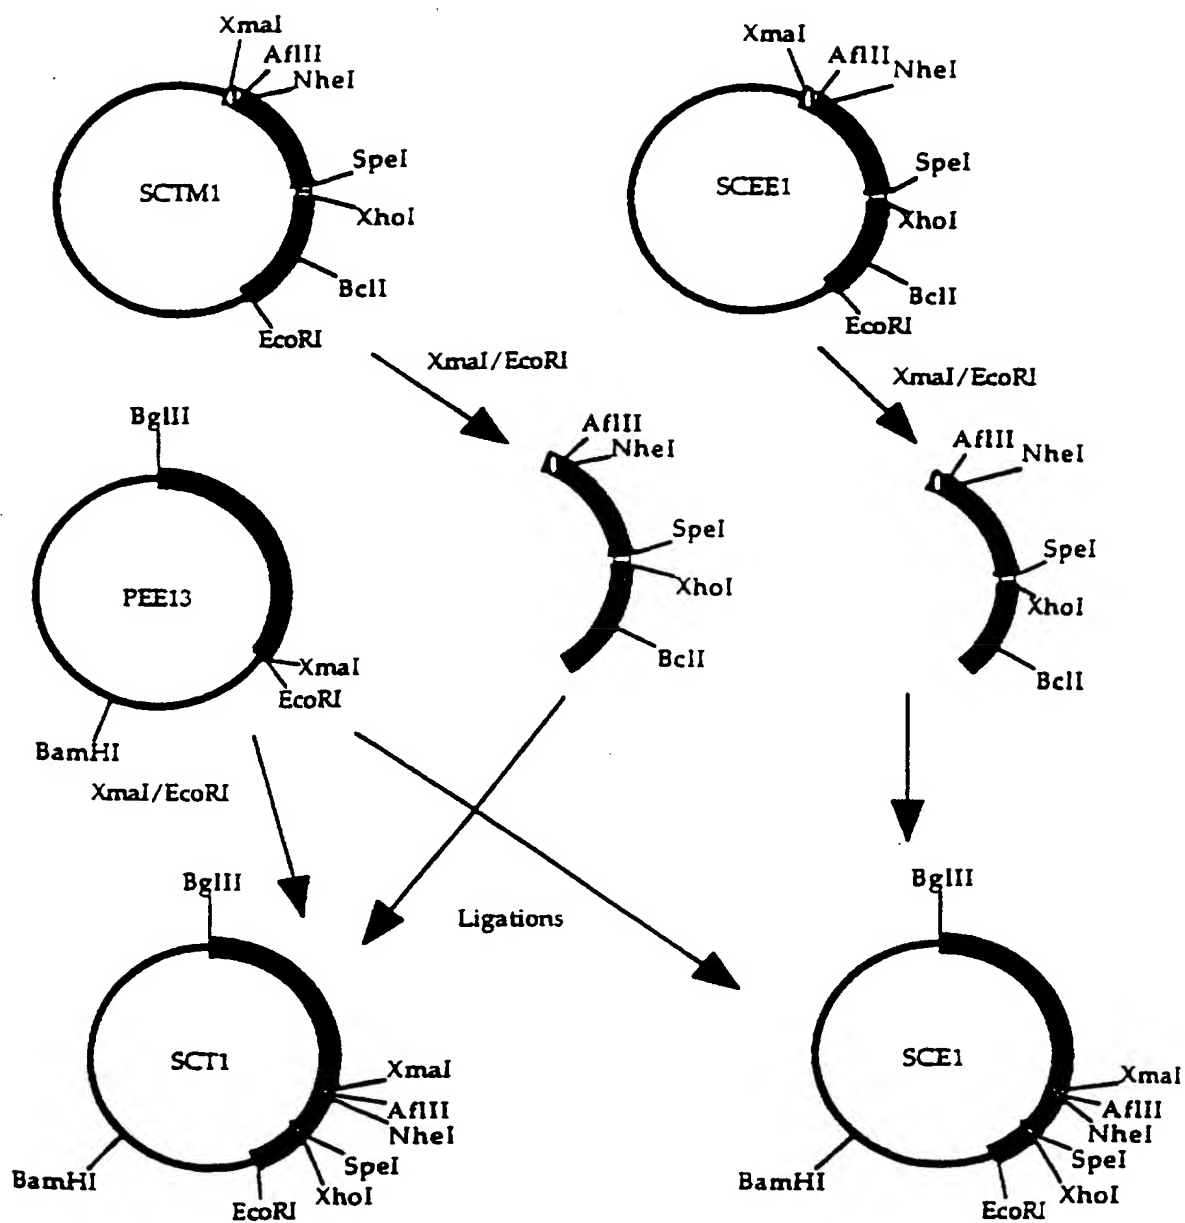 XmaI
AflII
NheI
SpeI
SCTM1
XhoI
BclI
EcoRI
XmaI
AflII
NheI
SpeI
SCEE1
XhoI
BclI
EcoRI
XmaI/EcoRI
XmaI/EcoRI
BglII
PEE13
XmaI
EcoRI
BamHI
XmaI/EcoRI
AflII
NheI
SpeI
XhoI
BclI
AflII
NheI
SpeI
XhoI
BclI
Ligations
BglII
SCT1
XmaI
AflII
NheI
SpeI
XhoI
EcoRI
BamHI
BglII
SCE1
XmaI
AflII
NheI
SpeI
XhoI
EcoRI
BamHI